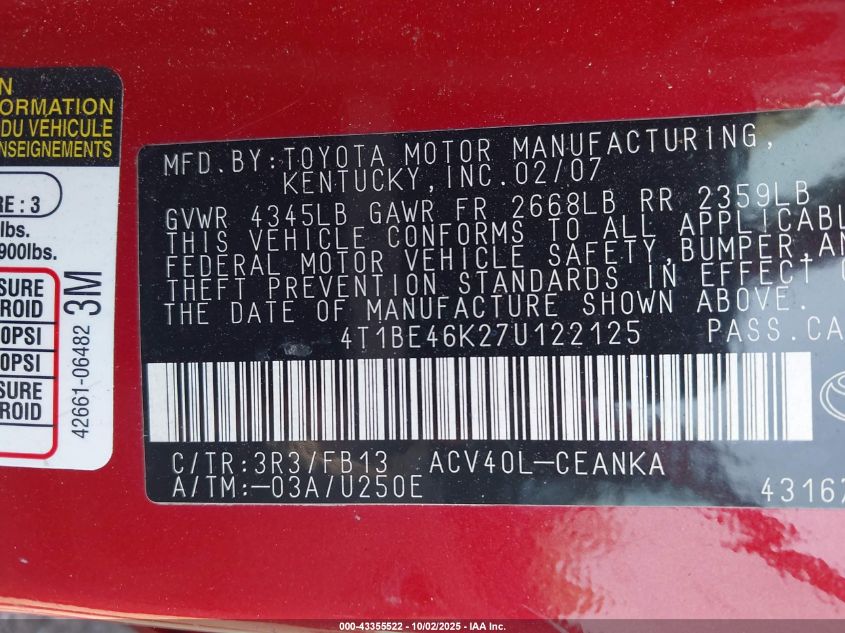 N
FORMATION
DU VÉHICULE
NSEIGNEMENTS
RE : 3
lbs.
900lbs.
SURE
ROID
0PSI
0PSI
SURE
ROID
42661-06482 3M
MFD. BY: TOYOTA MOTOR MANUFACTURING,
KENTUCKY, INC. 02/07
GVWR 4345LB GAWR FR 2668LB RR 2359LB
THIS VEHICLE CONFORMS TO ALL APPLICABL
FEDERAL MOTOR VEHICLE SAFETY, BUMPER, AN
THEFT PREVENTION STANDARDS IN EFFECT O
THE DATE OF MANUFACTURE SHOWN ABOVE.
4T1BE46K27U122125 PASS.CA
C/TR:3R3/FB13 ACV40L-CEANKA
A/TM:-03A/U250E 43167
000-43355522 - 10/02/2025 - IAA Inc.